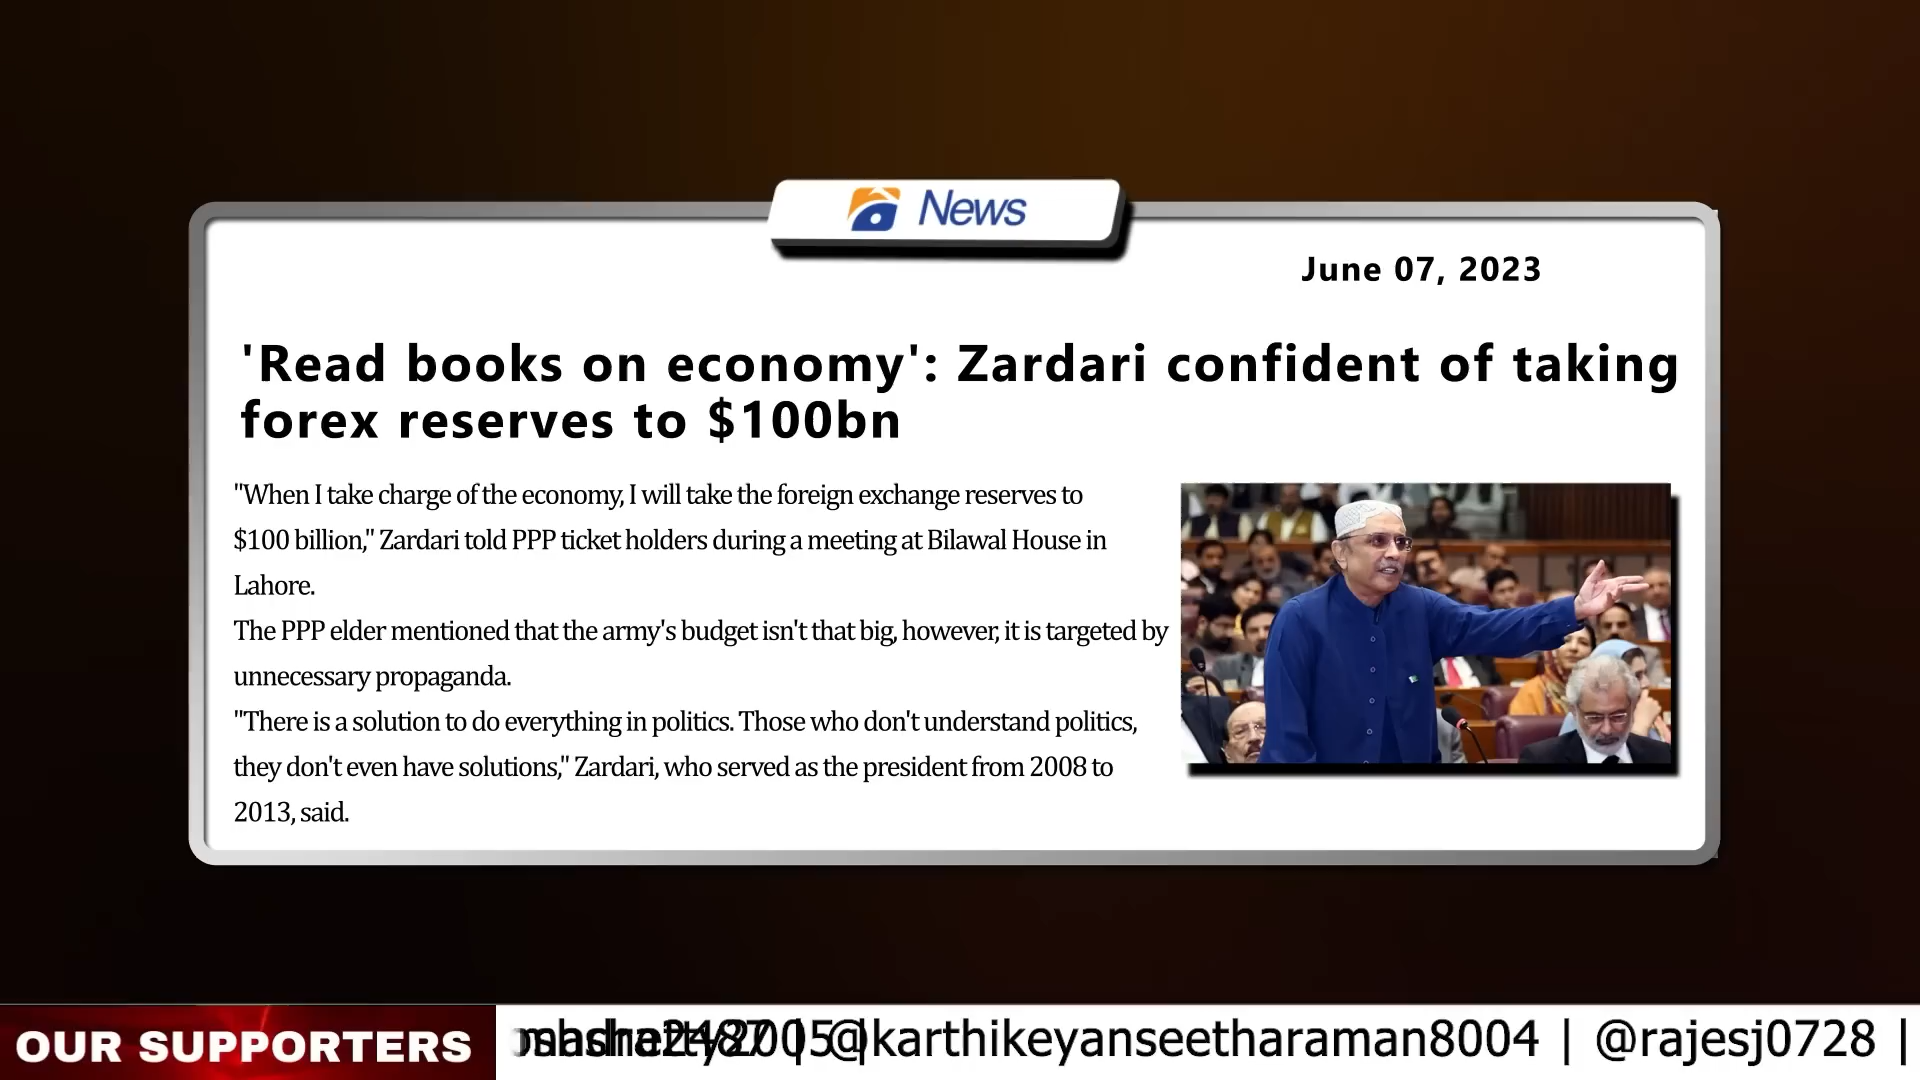 News
June 07, 2023
'Read books on economy': Zardari confident of taking
forex reserves to $100bn
"When I take charge of the economy, I will take the foreign exchange reserves to
$100 billion," Zardari told PPP ticket holders during a meeting at Bilawal House in
Lahore.
The PPP elder mentioned that the army's budget isn't that big, however, it is targeted by
unnecessary propaganda.
"There is a solution to do everything in politics. Those who don't understand politics,
they don't even have solutions," Zardari, who served as the president from 2008 to
2013, said.
OUR SUPPORTERS
@karthikeyanseetharaman8004 | @rajesj0728 |